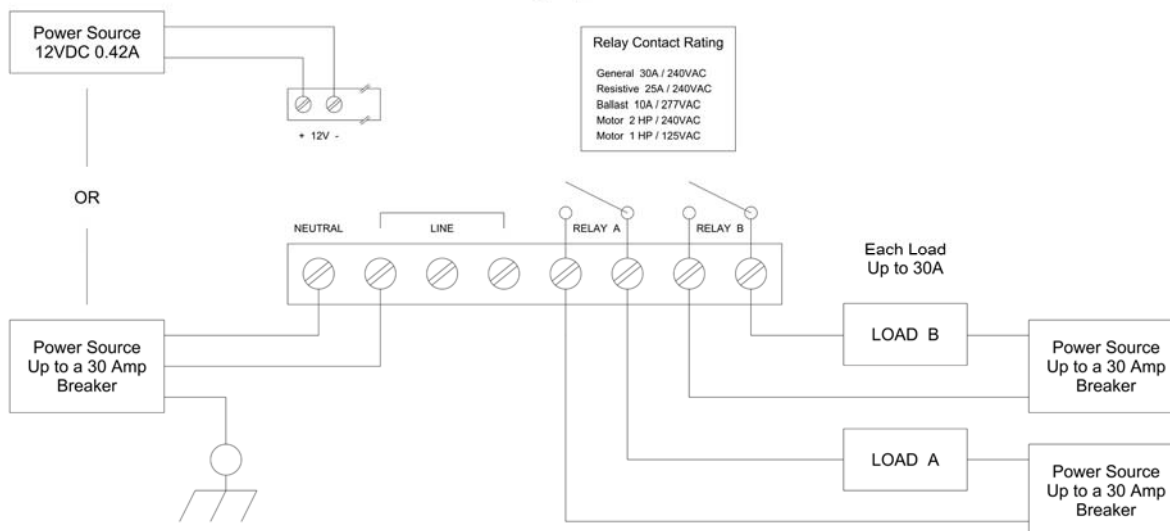 Power Source
12VDC 0.42A
+ 12V -
Relay Contact Rating
General 30A / 240VAC
Resistive 25A / 240VAC
Ballast 10A / 277VAC
Motor 2 HP / 240VAC
Motor 1 HP / 125VAC
OR
NEUTRAL
LINE
RELAY A
RELAY B
Each Load
Up to 30A
Power Source
Up to a 30 Amp
Breaker
LOAD B
Power Source
Up to a 30 Amp
Breaker
LOAD A
Power Source
Up to a 30 Amp
Breaker